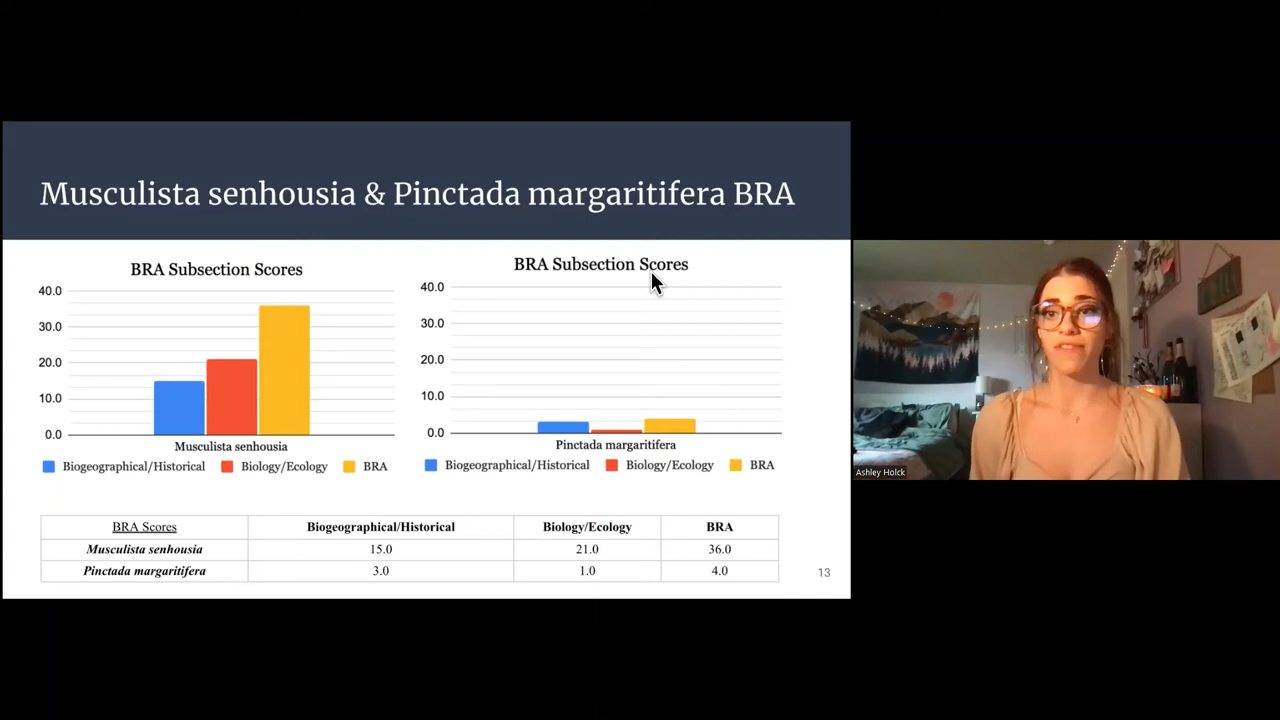 Musculista senhousia & Pinctada margaritifera BRA
BRA Subsection Scores
40.0
30.0
20.0
10.0
0.0
Musculista senhousia
Biogeographical/Historical Biology/Ecology BRA
BRA Subsection Scores
40.0
30.0
20.0
10.0
0.0
Pinctada margaritifera
Biogeographical/Historical Biology/Ecology BRA
BRA Scores Biogeographical/Historical Biology/Ecology BRA
Musculista senhousia 15.0 21.0 36.0
Pinctada margaritifera 3.0 1.0 4.0
13
Ashley Holck